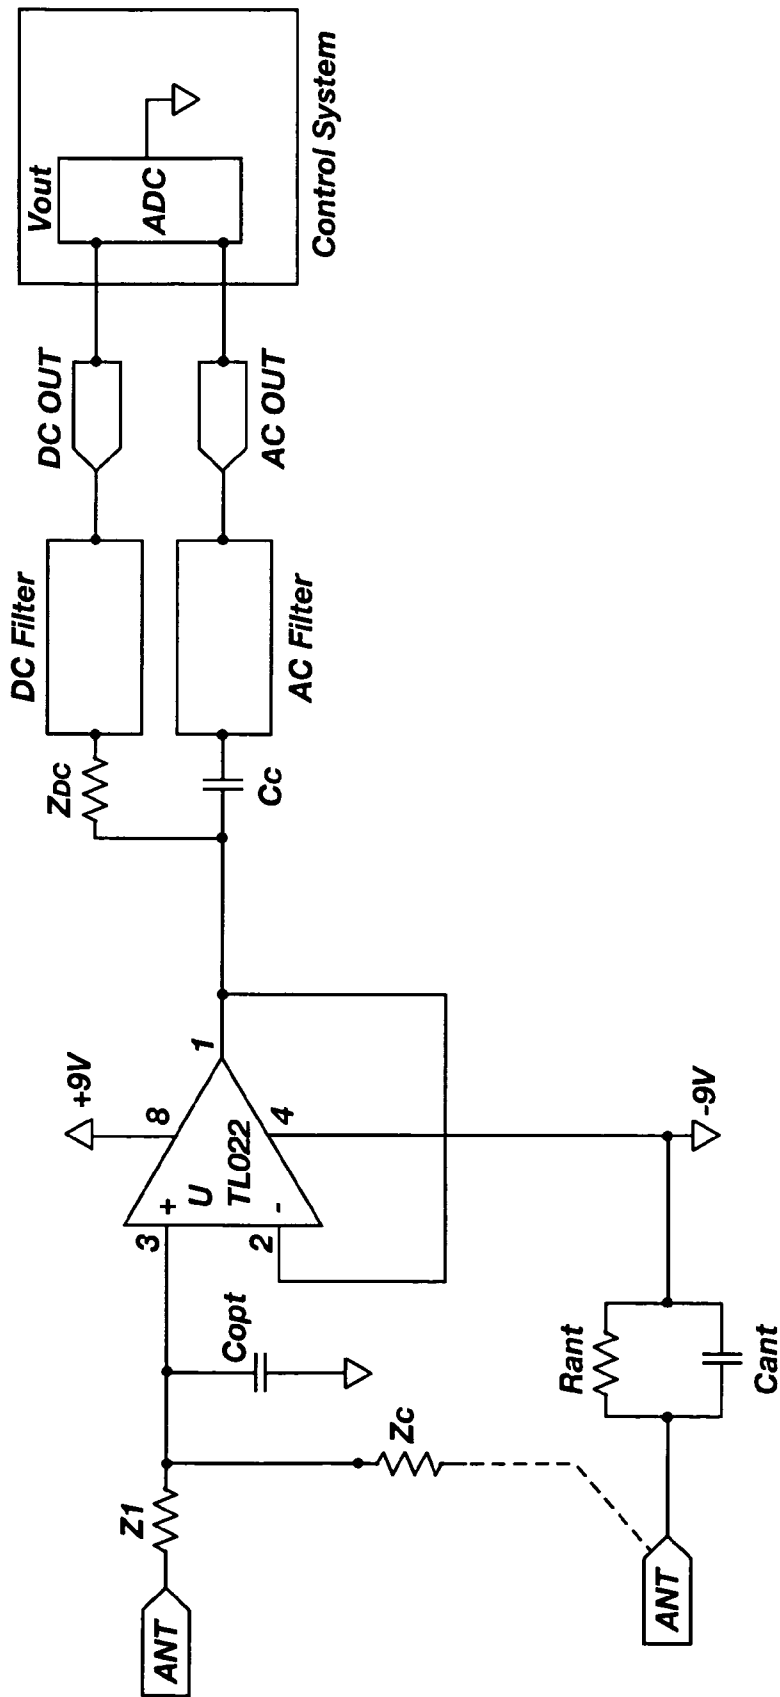 ANT
Z1
Copt
Zc
3
2
+
-
U
TL022
8
+9V
4
1
-9V
ANT
Rant
Cant
ZDC
Cc
DC Filter
AC Filter
DC OUT
AC OUT
Vout
ADC
Control System